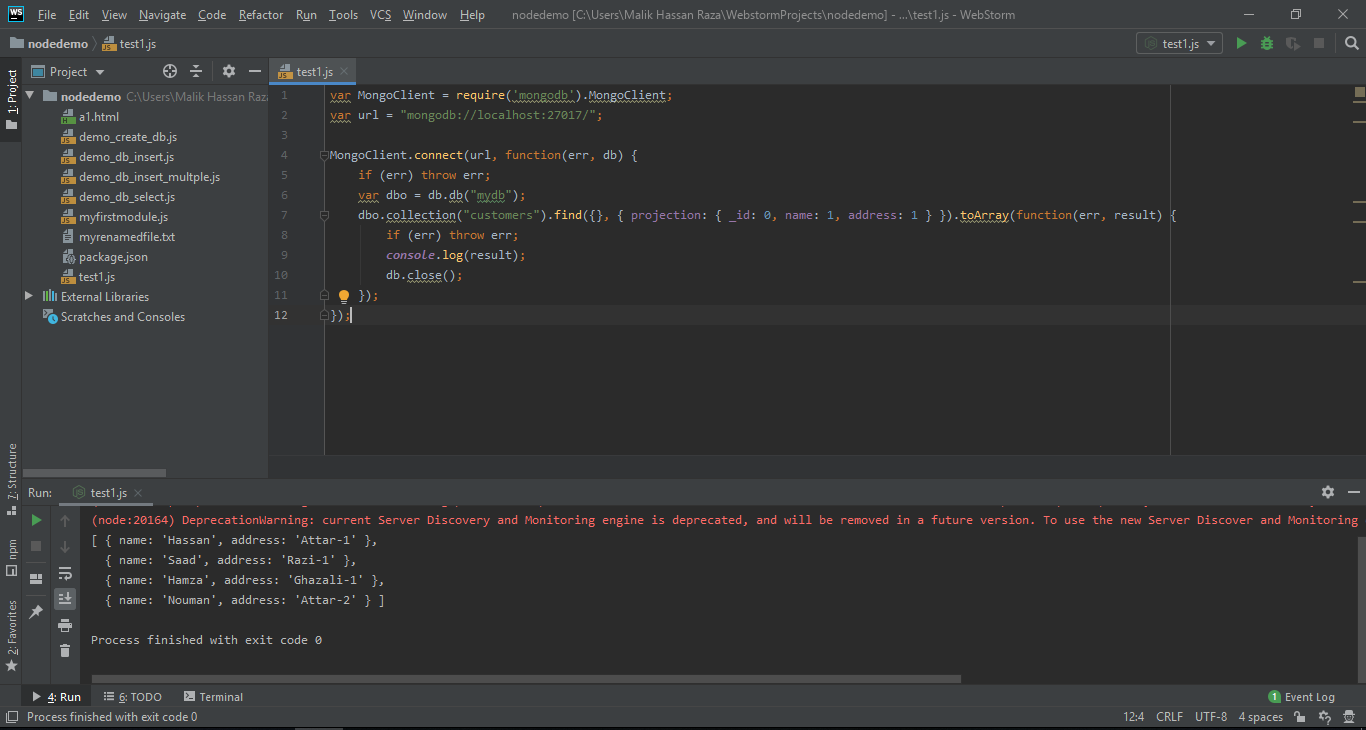 WS File Edit View Navigate Code Refactor Run Tools VCS Window Help nodedemo [C:\Users\Malik Hassan Raza\WebstormProjects\nodedemo] - ...\test1.js - WebStorm
nodedemo test1.js test1.js
1: Project
Project
test1.js
nodedemo C:\Users\Malik Hassan Raza
a1.html
demo_create_db.js
demo_db_insert.js
demo_db_insert_multple.js
demo_db_select.js
myfirstmodule.js
myrenamedfile.txt
package.json
test1.js
External Libraries
Scratches and Consoles
1 var MongoClient = require('mongodb').MongoClient;
2 var url = "mongodb://localhost:27017/";
3
4 MongoClient.connect(url, function(err, db) {
5 if (err) throw err;
6 var dbo = db.db("mydb");
7 dbo.collection("customers").find({}, { projection: { _id: 0, name: 1, address: 1 } }).toArray(function(err, result) {
8 if (err) throw err;
9 console.log(result);
10 db.close();
11 });
12 });
7: Structure
npm
2: Favorites
Run: test1.js
(node:20164) DeprecationWarning: current Server Discovery and Monitoring engine is deprecated, and will be removed in a future version. To use the new Server Discover and Monitoring
[ { name: 'Hassan', address: 'Attar-1' },
{ name: 'Saad', address: 'Razi-1' },
{ name: 'Hamza', address: 'Ghazali-1' },
{ name: 'Nouman', address: 'Attar-2' } ]
Process finished with exit code 0
4: Run 6: TODO Terminal 1 Event Log
Process finished with exit code 0 12:4 CRLF UTF-8 4 spaces